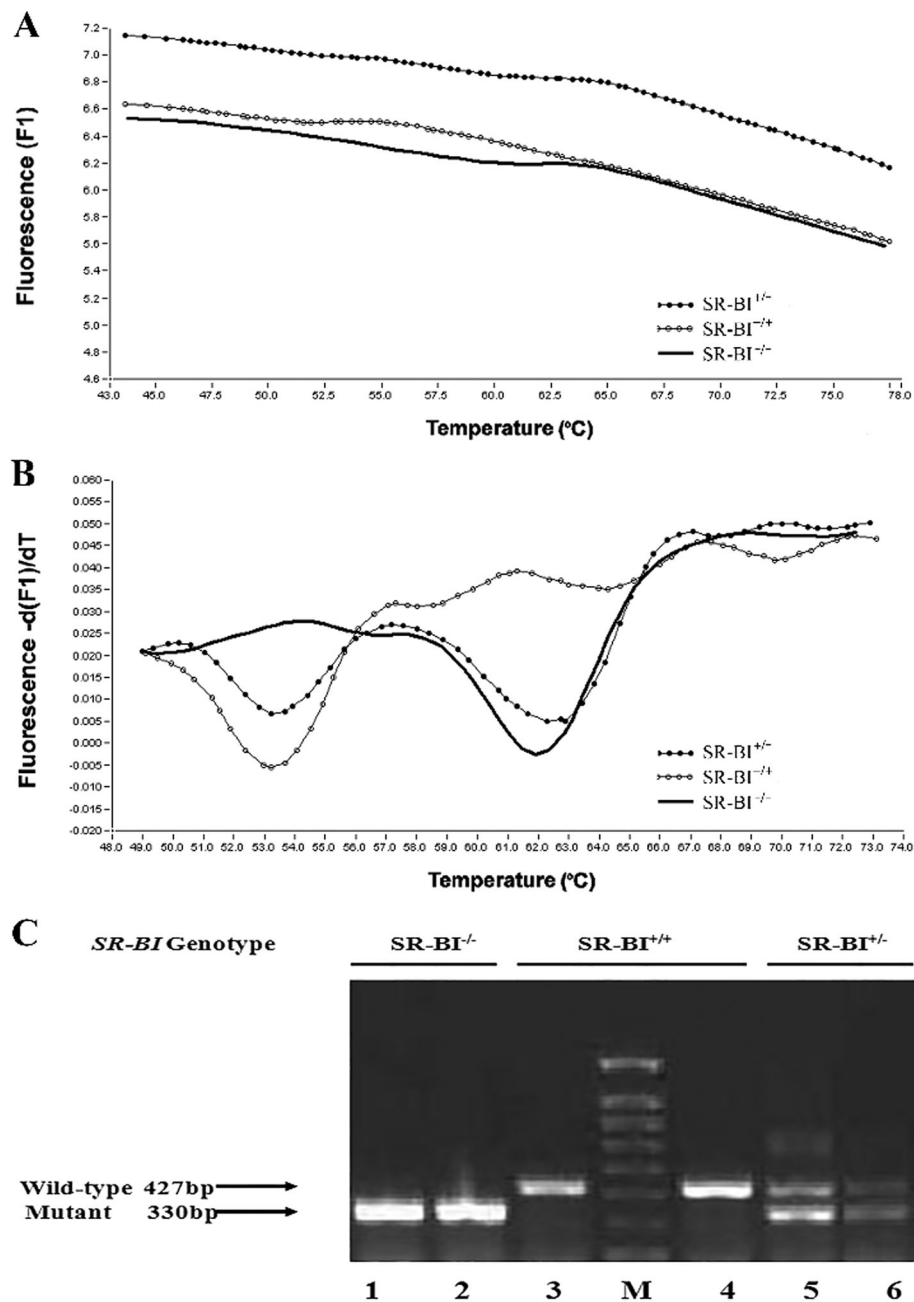 A
Fluorescence (F1)
7.2
7.0
6.8
6.6
6.4
6.2
6.0
5.8
5.6
5.4
5.2
5.0
4.8
4.6
SR-BI+/-
SR-BI-/+
SR-BI-/-
43.0 45.0 47.5 50.0 52.5 55.0 57.5 60.0 62.5 65.0 67.5 70.0 72.5 75.0 78.0
Temperature (°C)
B
Fluorescence -d(F1)/dT
0.060
0.055
0.050
0.045
0.040
0.035
0.030
0.025
0.020
0.015
0.010
0.005
0.000
-0.005
-0.010
-0.015
-0.020
SR-BI+/-
SR-BI-/+
SR-BI-/-
48.0 49.0 50.0 51.0 52.0 53.0 54.0 55.0 56.0 57.0 58.0 59.0 60.0 61.0 62.0 63.0 64.0 65.0 66.0 67.0 68.0 69.0 70.0 71.0 72.0 73.0 74.0
Temperature (°C)
C
SR-BI Genotype SR-BI-/- SR-BI+/+ SR-BI+/-
Wild-type 427bp
Mutant 330bp
1 2 3 M 4 5 6